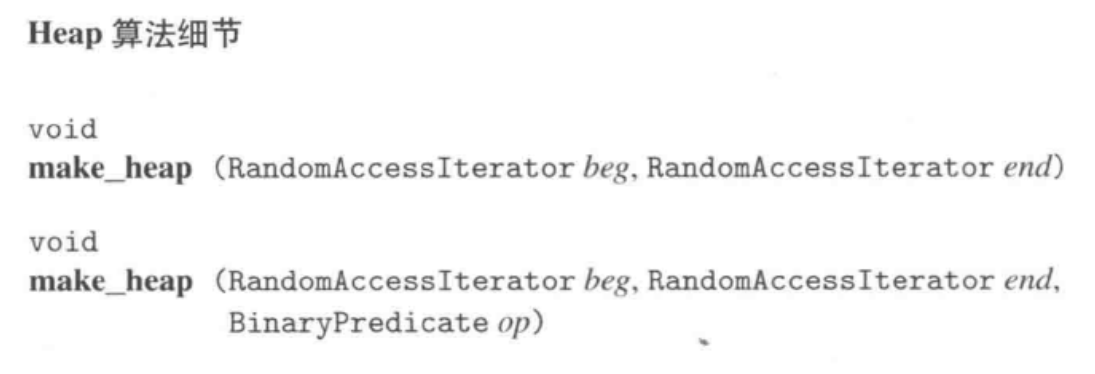 Heap 算法细节
void
make_heap (RandomAccessIterator beg, RandomAccessIterator end)
void
make_heap (RandomAccessIterator beg, RandomAccessIterator end,
BinaryPredicate op)